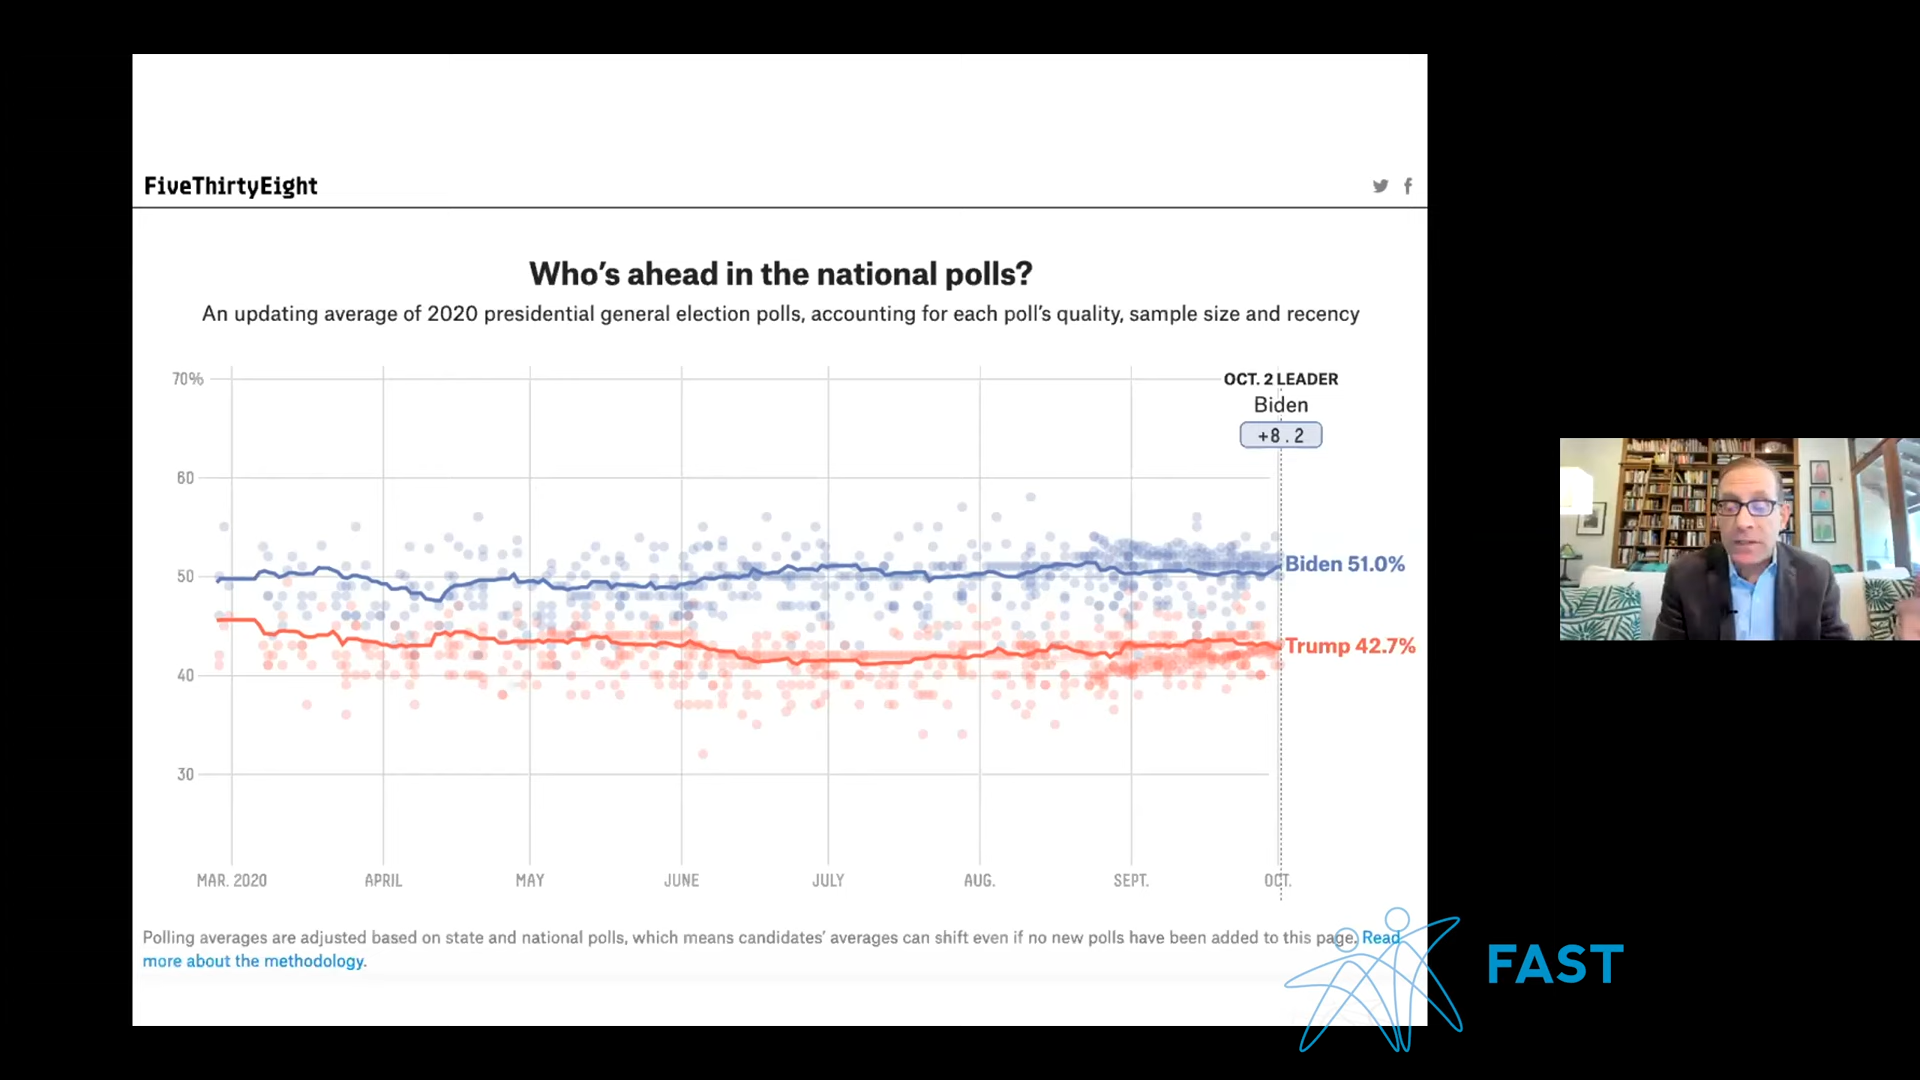 FiveThirtyEight
Who's ahead in the national polls?
An updating average of 2020 presidential general election polls, accounting for each poll's quality, sample size and recency
70%
OCT. 2 LEADER
Biden
+8.2
60
50
Biden 51.0%
Trump 42.7%
40
30
MAR. 2020 APRIL MAY JUNE JULY AUG. SEPT. OCT.
Polling averages are adjusted based on state and national polls, which means candidates' averages can shift even if no new polls have been added to this page. Read
more about the methodology.
FAST